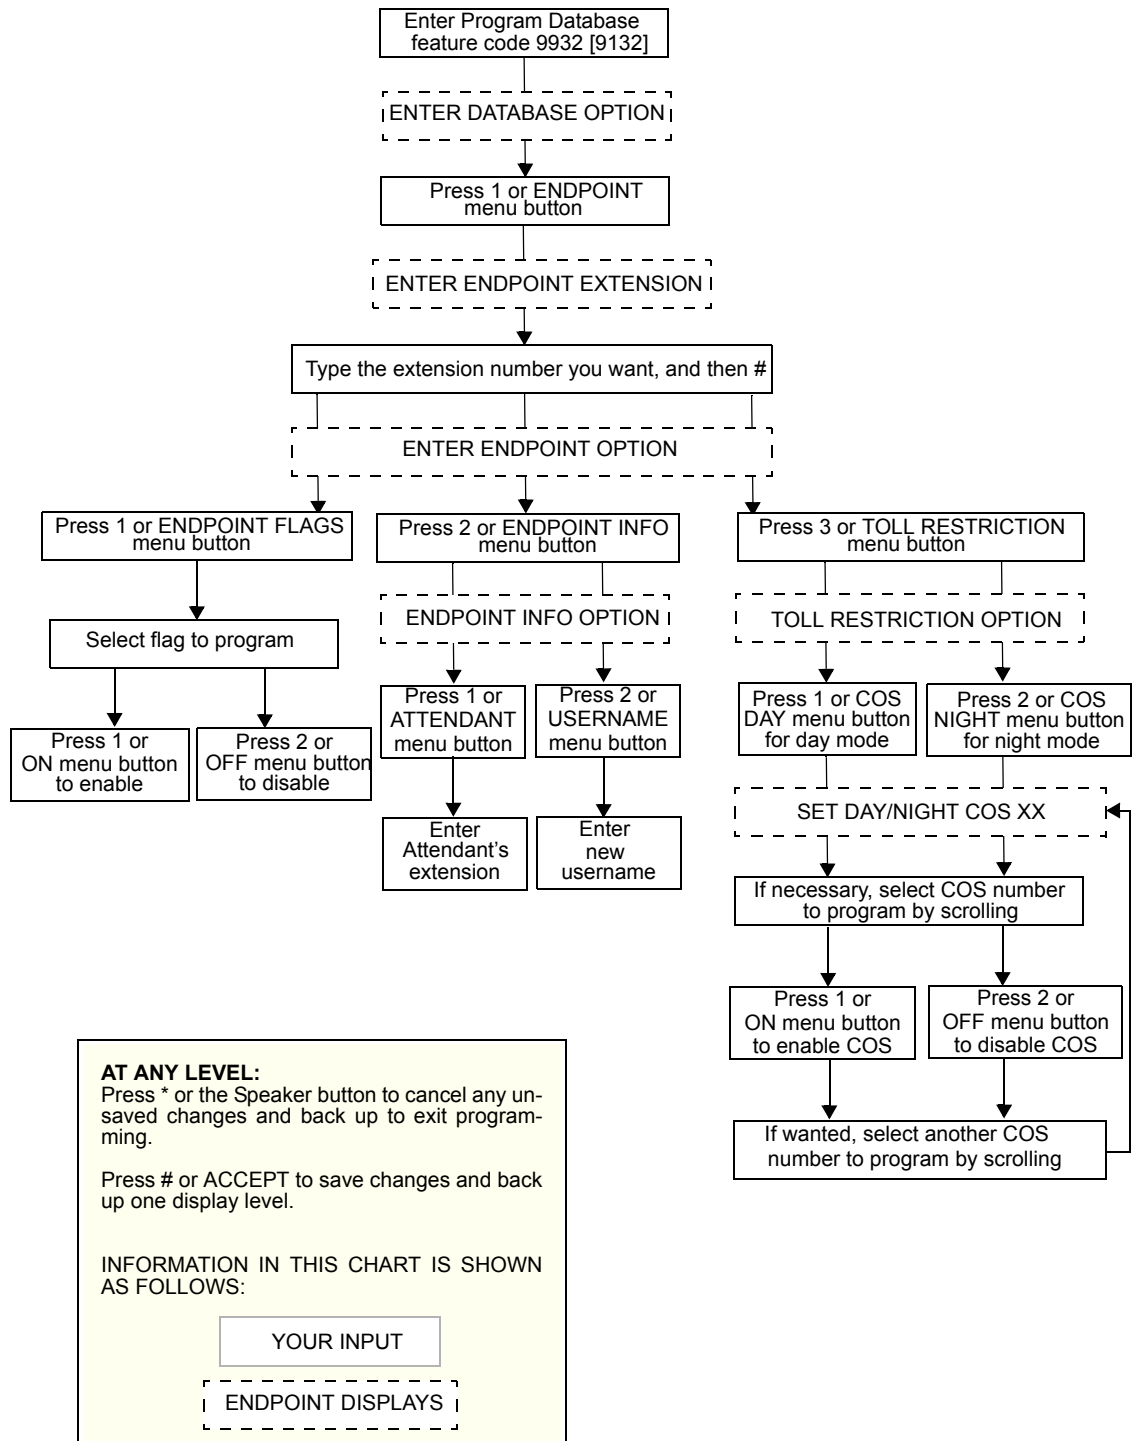 Enter Program Database
feature code 9932 [9132]
ENTER DATABASE OPTION
Press 1 or ENDPOINT
menu button
ENTER ENDPOINT EXTENSION
Type the extension number you want, and then #
ENTER ENDPOINT OPTION
Press 1 or ENDPOINT FLAGS
menu button
Press 2 or ENDPOINT INFO
menu button
Press 3 or TOLL RESTRICTION
menu button
Select flag to program
ENDPOINT INFO OPTION
TOLL RESTRICTION OPTION
Press 1 or
ON menu button
to enable
Press 2 or
OFF menu button
to disable
Press 1 or
ATTENDANT
menu button
Press 2 or
USERNAME
menu button
Press 1 or COS
DAY menu button
for day mode
Press 2 or COS
NIGHT menu button
for night mode
Enter
Attendant's
extension
Enter
new
username
SET DAY/NIGHT COS XX
If necessary, select COS number
to program by scrolling
Press 1 or
ON menu button
to enable COS
Press 2 or
OFF menu button
to disable COS
If wanted, select another COS
number to program by scrolling
AT ANY LEVEL:
Press * or the Speaker button to cancel any un-
saved changes and back up to exit program-
ming.
Press # or ACCEPT to save changes and back
up one display level.
INFORMATION IN THIS CHART IS SHOWN
AS FOLLOWS:
YOUR INPUT
ENDPOINT DISPLAYS